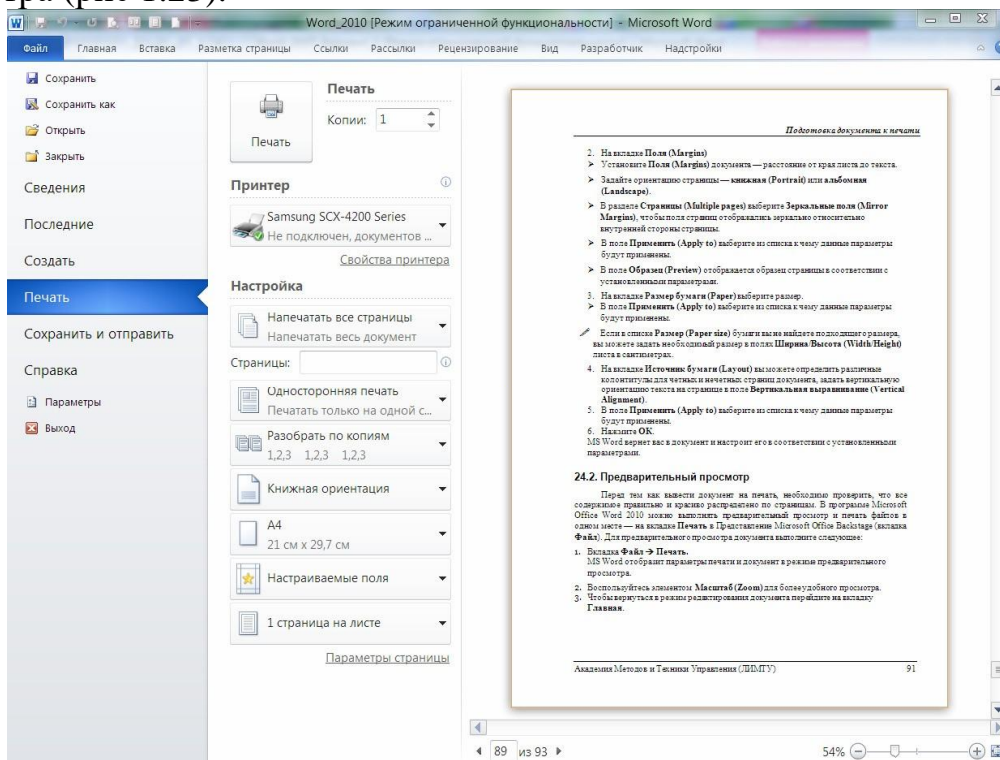 тра (рис 1.23).
Word_2010 [Режим ограниченной функциональности] - Microsoft Word
Файл Главная Вставка Разметка страницы Ссылки Рассылки Рецензирование Вид Разработчик Надстройки
Сохранить
Сохранить как
Открыть
Закрыть
Сведения
Последние
Создать
Печать
Сохранить и отправить
Справка
Параметры
Выход
Печать
Печать
Копии: 1
Принтер
Samsung SCX-4200 Series
Не подключен, документов ...
Свойства принтера
Настройка
Напечатать все страницы
Напечатать весь документ
Страницы:
Односторонняя печать
Печатать только на одной с...
Разобрать по копиям
1,2,3 1,2,3 1,2,3
Книжная ориентация
A4
21 см x 29,7 см
Настраиваемые поля
1 страница на листе
Параметры страницы
Подготовка документа к печати
2. На вкладке Поля (Margins)
➤ Установите Поля (Margins) документа — расстояние от края листа до текста.
➤ Задайте ориентацию страницы — книжная (Portrait) или альбомная
(Landscape).
➤ В разделе Страницы (Multiple pages) выберите Зеркальные поля (Mirror
Margins), чтобы поля страниц отображались зеркально относительно
внутренней стороны страницы.
➤ В поле Применить (Apply to) выберите из списка к чему данные параметры
будут применены.
➤ В поле Образец (Preview) отображается образец страницы в соответствии с
установленными параметрами.
3. На вкладке Размер бумаги (Paper) выберите размер.
➤ В поле Применить (Apply to) выберите из списка к чему данные параметры
будут применены.
Если в списке Размер (Paper size) бумаги вы не найдете подходящего размера,
вы можете задать необходимый размер в полях Ширина/Высота (Width/Height)
листа в сантиметрах.
4. На вкладке Источник бумаги (Layout) вы можете определить различные
колонтитулы для четных и нечетных страниц документа, задать вертикальную
ориентацию текста на странице в поле Вертикальная выравнивание (Vertical
Alignment).
5. В поле Применить (Apply to) выберите из списка к чему данные параметры
будут применены.
6. Нажмите ОК.
MS Word вернет вас в документ и настроит его в соответствии с установленными
параметрами.
24.2. Предварительный просмотр
Перед тем как вывести документ на печать, необходимо проверить, что все
содержимое правильно и красиво распределено по страницам. В программе Microsoft
Office Word 2010 можно выполнять предварительный просмотр и печать файлов в
одном месте — на вкладке Печать в Представление Microsoft Office Backstage (вкладка
Файл). Для предварительного просмотра документа выполните следующее:
1. Вкладка Файл → Печать.
MS Word отобразит параметры печати и документ в режиме предварительного
просмотра.
2. Воспользуйтесь элементом Масштаб (Zoom) для более удобного просмотра.
3. Чтобы вернуться в режим редактирования документа перейдите на вкладку
Главная.
Академия Методов и Техники Управления (ЛИМТУ) 91
89 из 93
54%